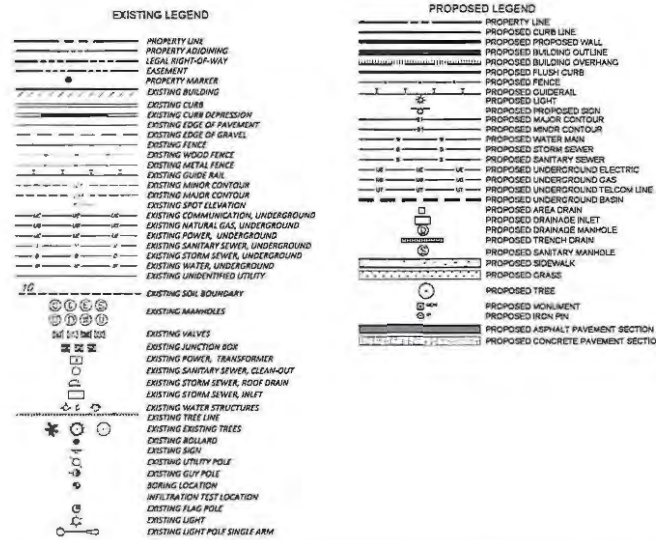 EXISTING LEGEND
PROPERTY LINE
PROPERTY ADJOINING
LEGAL RIGHT-OF-WAY
EASEMENT
PROPERTY MARKER
EXISTING BUILDING
EXISTING CURB
EXISTING CURB DEPRESSION
EXISTING EDGE OF PAVEMENT
EXISTING EDGE OF GRAVEL
EXISTING FENCE
EXISTING WOOD FENCE
EXISTING METAL FENCE
EXISTING GUIDE RAIL
EXISTING MINOR CONTOUR
EXISTING MAJOR CONTOUR
EXISTING SPOT ELEVATION
EXISTING COMMUNICATION, UNDERGROUND
EXISTING NATURAL GAS, UNDERGROUND
EXISTING POWER, UNDERGROUND
EXISTING SANITARY SEWER, UNDERGROUND
EXISTING STORM SEWER, UNDERGROUND
EXISTING WATER, UNDERGROUND
EXISTING UNIDENTIFIED UTILITY
EXISTING SOIL BOUNDARY
EXISTING MANHOLES
EXISTING VALVES
EXISTING JUNCTION BOX
EXISTING POWER, TRANSFORMER
EXISTING SANITARY SEWER, CLEAN-OUT
EXISTING STORM SEWER, ROOF DRAIN
EXISTING STORM SEWER, INLET
EXISTING WATER STRUCTURES
EXISTING TREE LINE
EXISTING EXISTING TREES
EXISTING BOLLARD
EXISTING SIGN
EXISTING UTILITY POLE
EXISTING GUY POLE
BORING LOCATION
INFILTRATION TEST LOCATION
EXISTING FLAG POLE
EXISTING LIGHT
EXISTING LIGHT POLE SINGLE ARM
PROPOSED LEGEND
PROPERTY LINE
PROPOSED CURB LINE
PROPOSED PROPOSED WALL
PROPOSED BUILDING OUTLINE
PROPOSED BUILDING OVERHANG
PROPOSED FLUSH CURB
PROPOSED FENCE
PROPOSED GUIDERAIL
PROPOSED LIGHT
PROPOSED PROPOSED SIGN
PROPOSED MAJOR CONTOUR
PROPOSED MINOR CONTOUR
PROPOSED WATER MAIN
PROPOSED STORM SEWER
PROPOSED SANITARY SEWER
UE UE UE PROPOSED UNDERGROUND ELECTRIC
PROPOSED UNDERGROUND GAS
UT UT UT PROPOSED UNDERGROUND TELCOM LINE
PROPOSED UNDERGROUND BASIN
PROPOSED AREA DRAIN
PROPOSED DRAINAGE INLET
PROPOSED DRAINAGE MANHOLE
PROPOSED TRENCH DRAIN
PROPOSED SANITARY MANHOLE
PROPOSED SIDEWALK
PROPOSED GRASS
PROPOSED TREE
PROPOSED MONUMENT
PROPOSED IRON PIN
PROPOSED ASPHALT PAVEMENT SECTION
PROPOSED CONCRETE PAVEMENT SECTIO